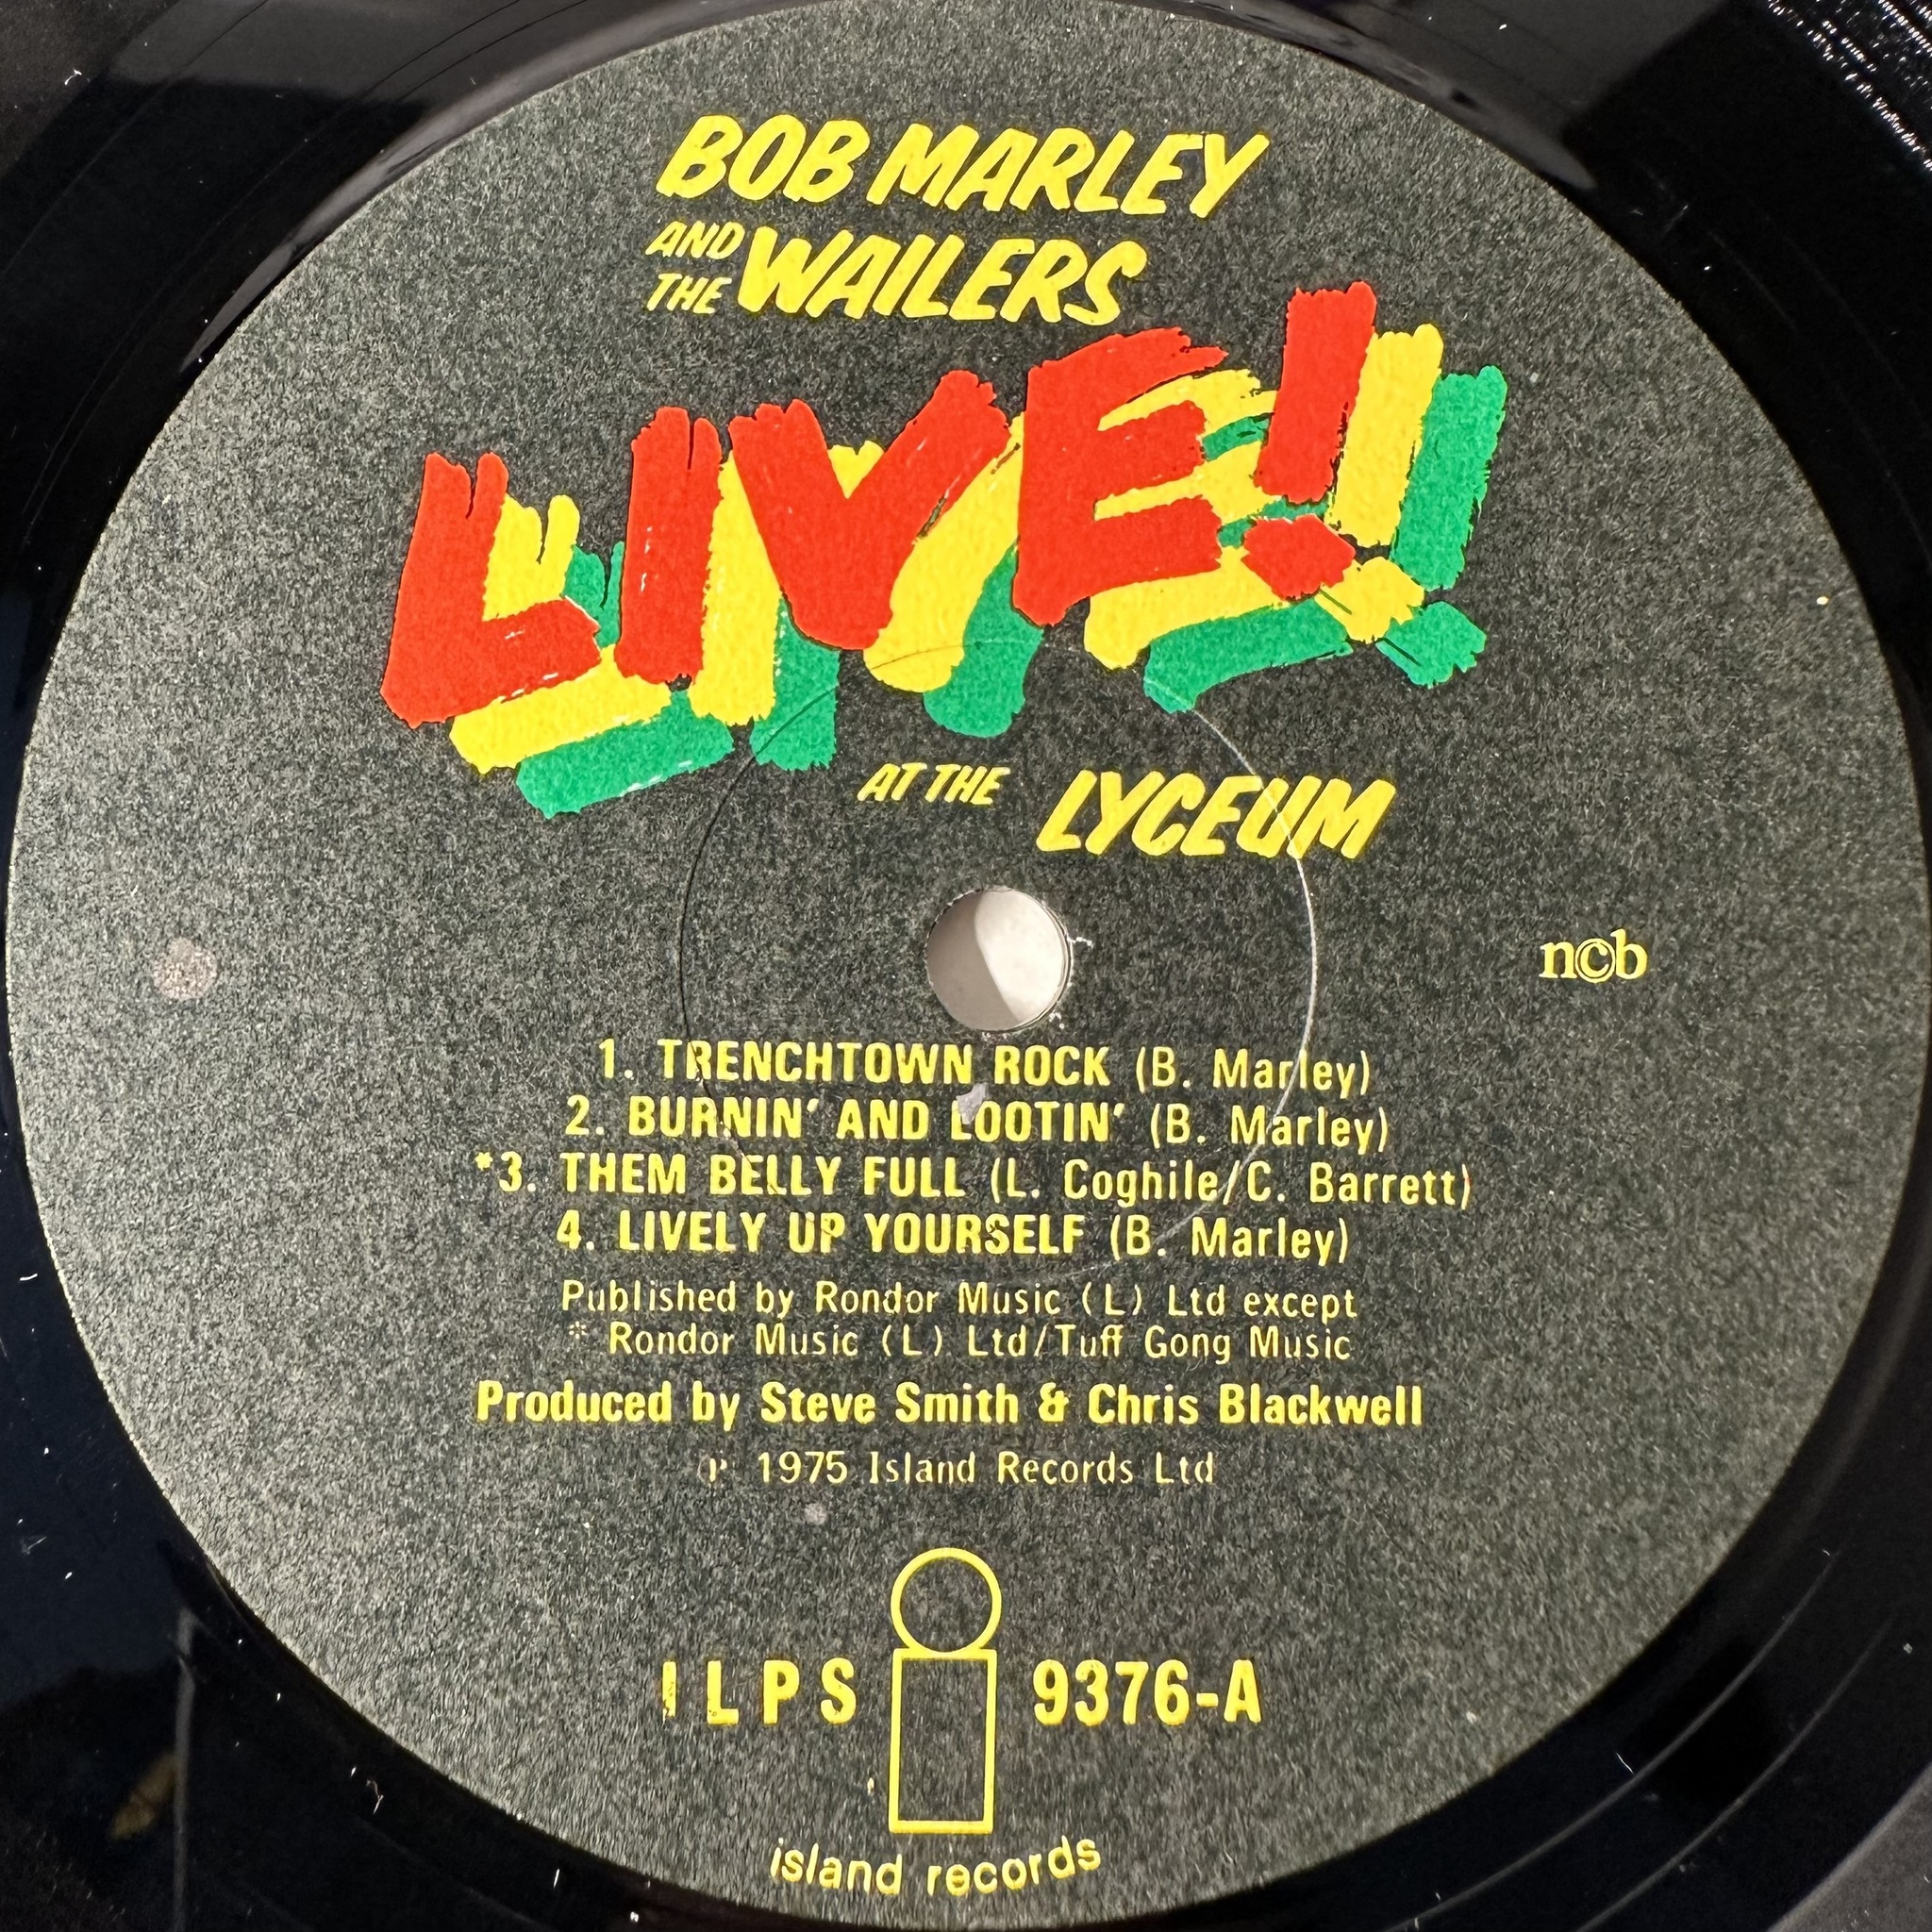 BOB MARLEY
AND THE WAILERS
LIVE!
AT THE LYCEUM
n©b
1. TRENCHTOWN ROCK (B. Marley)
2. BURNIN' AND LOOTIN' (B. Marley)
*3. THEM BELLY FULL (L. Coghile/C. Barrett)
4. LIVELY UP YOURSELF (B. Marley)
Published by Rondor Music (L) Ltd except
* Rondor Music (L) Ltd/Tuff Gong Music
Produced by Steve Smith & Chris Blackwell
℗ 1975 Island Records Ltd
ILPS 9376-A
island records